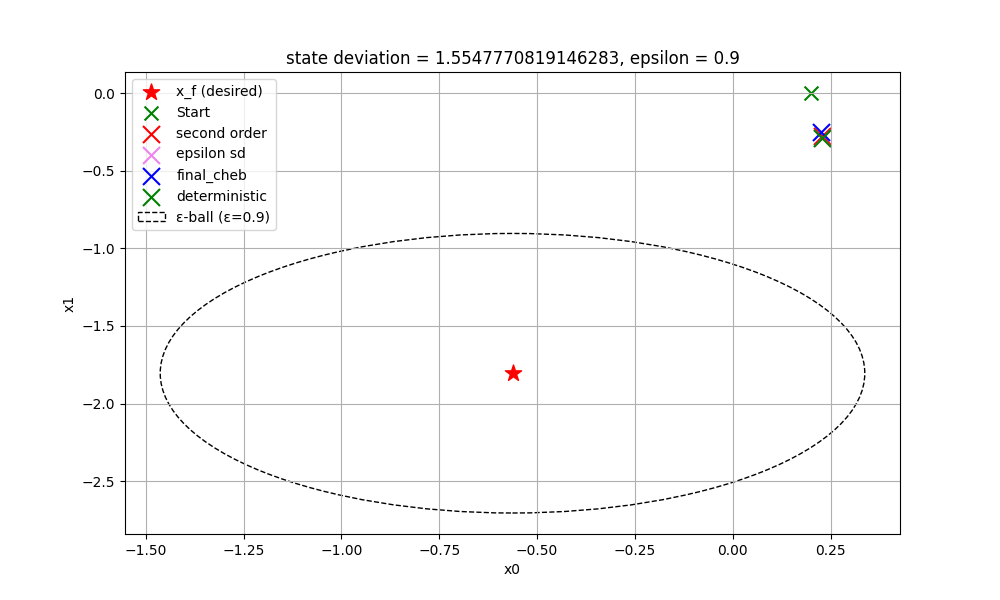 state deviation = 1.5547770819146283, epsilon = 0.9
x_f (desired)
Start
second order
epsilon sd
final_cheb
deterministic
ε-ball (ε=0.9)
0.0
−0.5
−1.0
−1.5
−2.0
−2.5
x1
−1.50
−1.25
−1.00
−0.75
−0.50
−0.25
0.00
0.25
x0